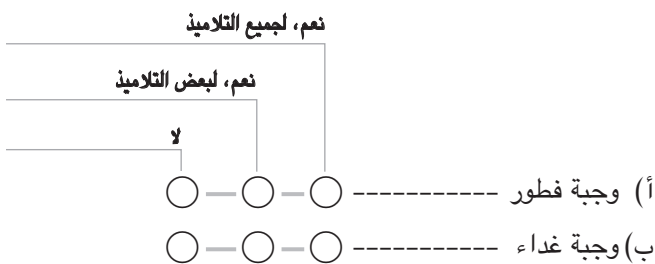 نعم، لجميع التلاميذ
نعم، لبعض التلاميذ
لا
أ) وجبة فطور -----------
ب) وجبة غداء -----------